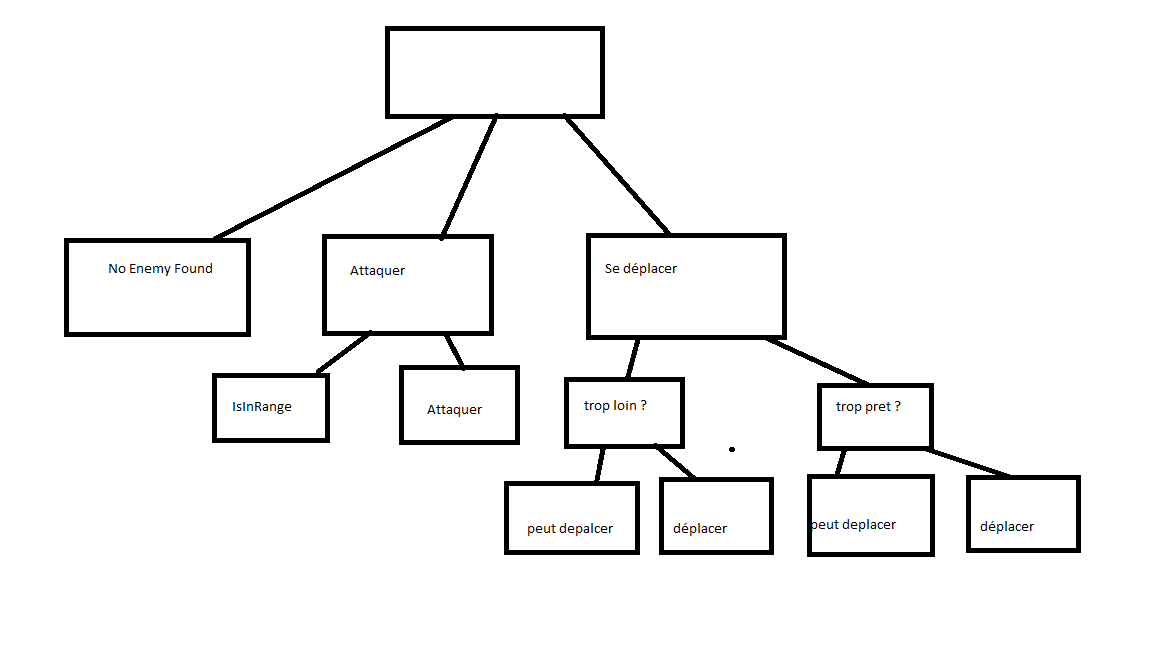 No Enemy Found
Attaquer
Se déplacer
IsInRange
Attaquer
trop loin ?
trop pret ?
peut depalcer
déplacer
peut deplacer
déplacer